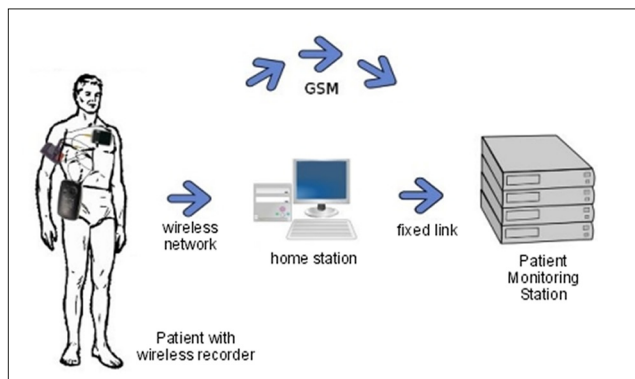 GSM
wireless
network
home station
fixed link
Patient
Monitoring
Station
Patient with
wireless recorder